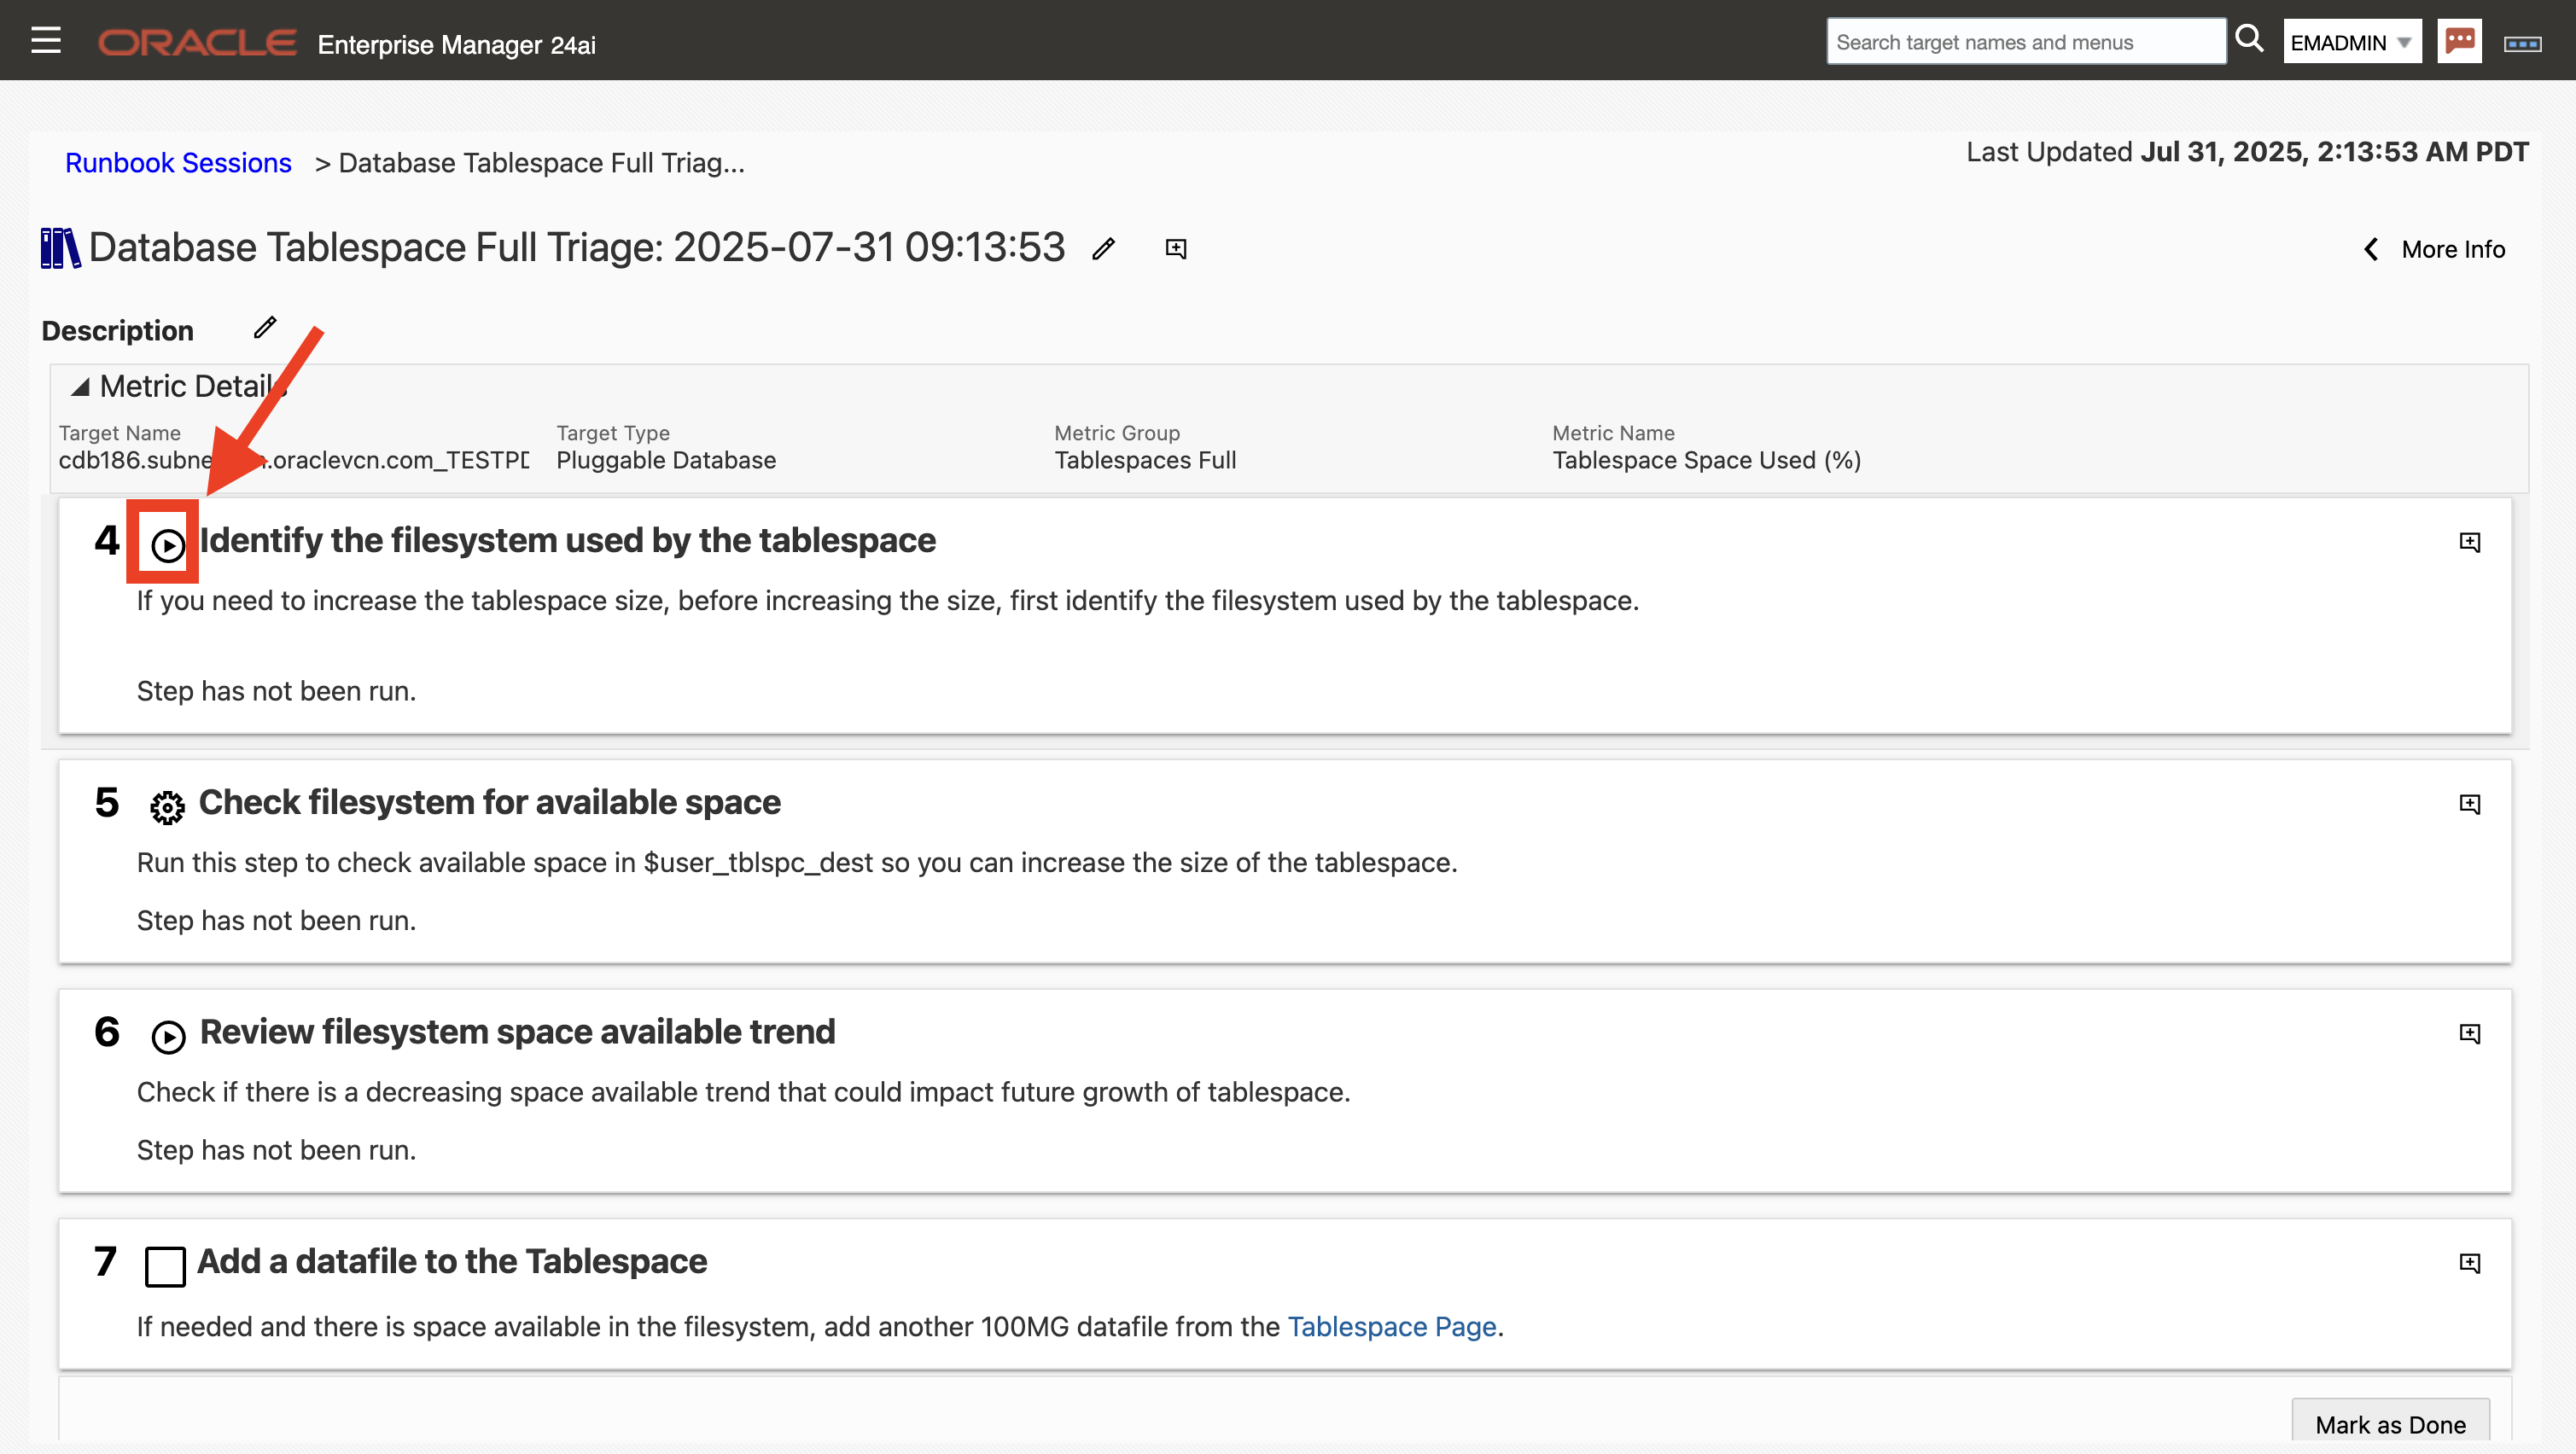 ORACLE Enterprise Manager 24ai
Search target names and menus
EMADMIN
Runbook Sessions > Database Tablespace Full Triag...
Last Updated Jul 31, 2025, 2:13:53 AM PDT
Database Tablespace Full Triage: 2025-07-31 09:13:53
More Info
Description
Metric Details
Target Name Target Type Metric Group Metric Name
Pluggable Database Tablespaces Full Tablespace Space Used (%)
4 Identify the filesystem used by the tablespace
If you need to increase the tablespace size, before increasing the size, first identify the filesystem used by the tablespace.
Step has not been run.
5 Check filesystem for available space
Run this step to check available space in $user_tblspc_dest so you can increase the size of the tablespace.
Step has not been run.
6 Review filesystem space available trend
Check if there is a decreasing space available trend that could impact future growth of tablespace.
Step has not been run.
7 Add a datafile to the Tablespace
If needed and there is space available in the filesystem, add another 100MG datafile from the Tablespace Page.
Mark as Done